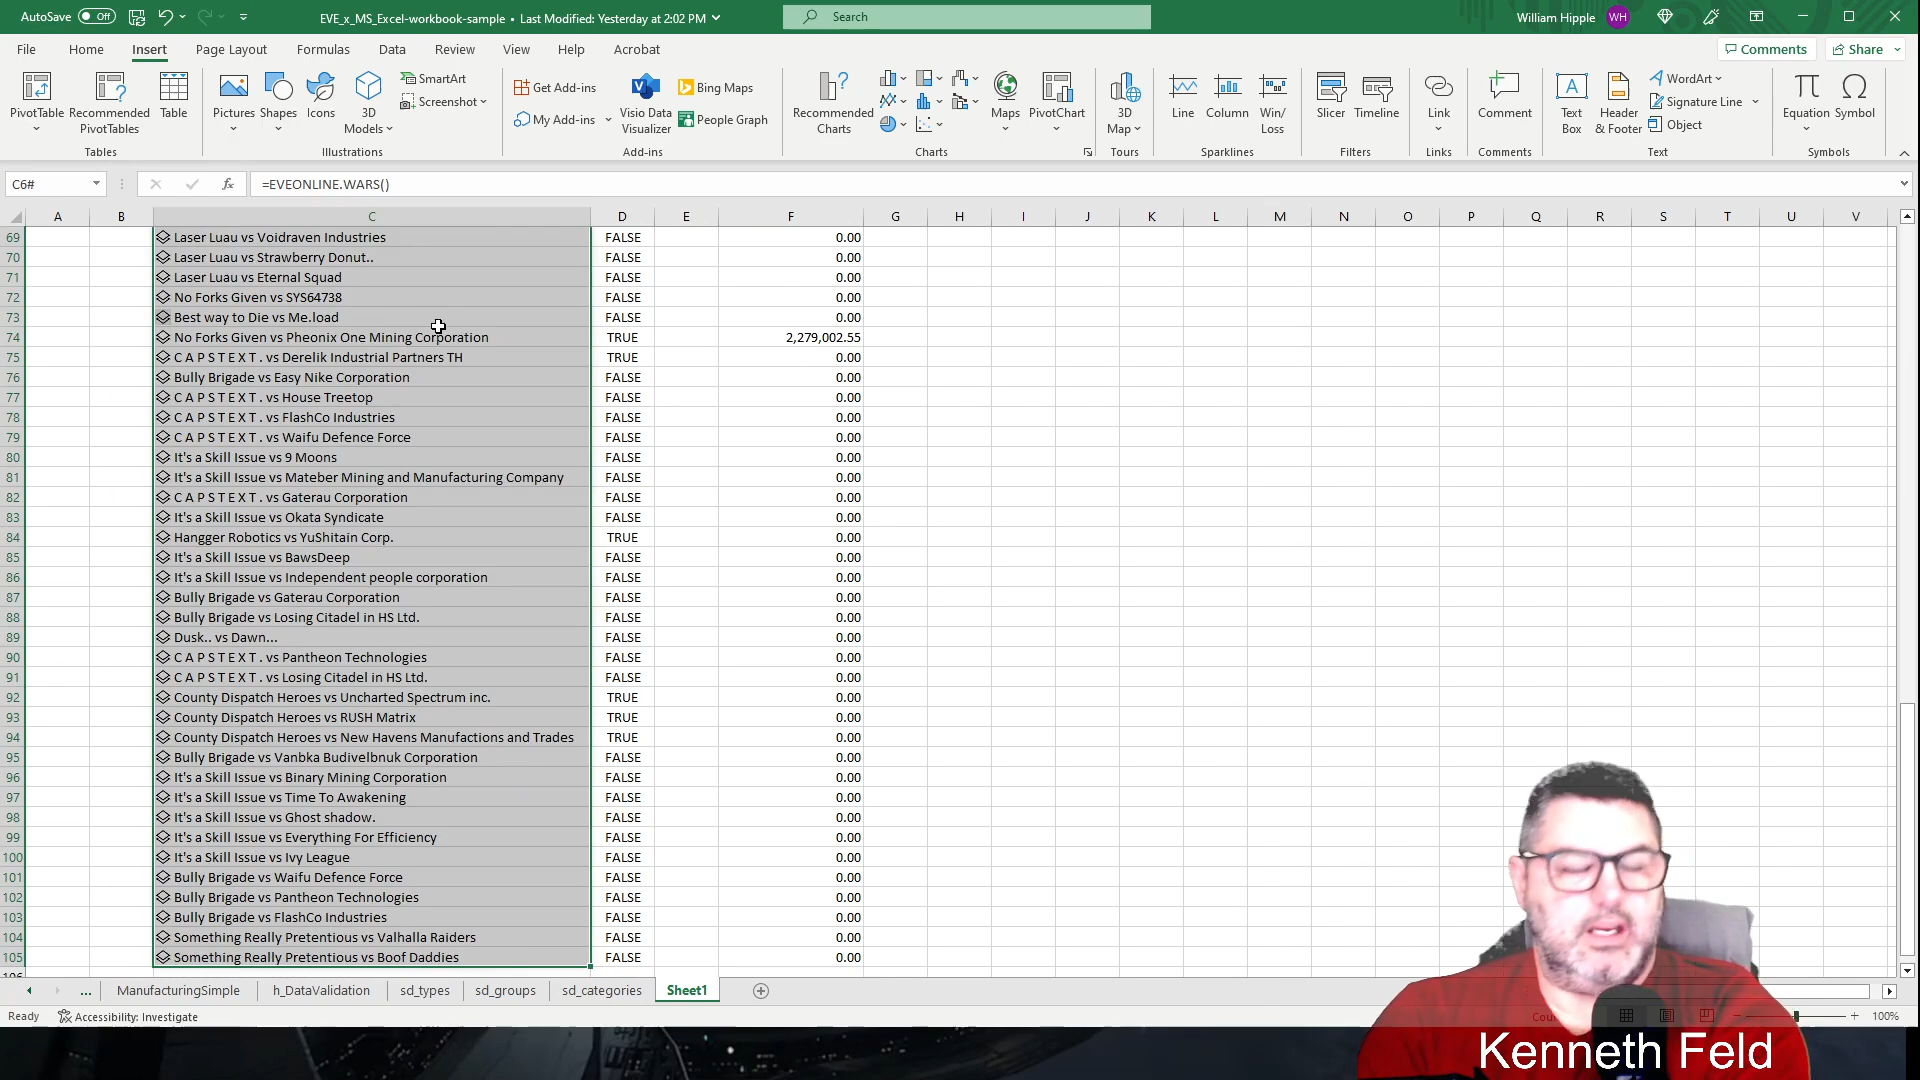 AutoSave Off EVE_x_MS_Excel-workbook-sample • Last Modified: Yesterday at 2:02 PM Search William Hipple WH
File Home Insert Page Layout Formulas Data Review View Help Acrobat Comments Share
PivotTable Recommended PivotTables Table Pictures Shapes Icons 3D Models SmartArt Screenshot Get Add-ins My Add-ins Visio Data Visualizer Bing Maps People Graph Recommended Charts Maps PivotChart 3D Map Line Column Win/Loss Slicer Timeline Link Comment Text Box Header & Footer WordArt Signature Line Object Equation Symbol
Tables Illustrations Add-ins Charts Tours Sparklines Filters Links Comments Text Symbols
C6# fx =EVEONLINE.WARS()
A B C D E F G H I J K L M N O P Q R S T U V
69 Laser Luau vs Voidraven Industries FALSE 0.00
70 Laser Luau vs Strawberry Donut.. FALSE 0.00
71 Laser Luau vs Eternal Squad FALSE 0.00
72 No Forks Given vs SYS64738 FALSE 0.00
73 Best way to Die vs Me.load FALSE 0.00
74 No Forks Given vs Pheonix One Mining Corporation TRUE 2,279,002.55
75 C A P S T E X T . vs Derelik Industrial Partners TH TRUE 0.00
76 Bully Brigade vs Easy Nike Corporation FALSE 0.00
77 C A P S T E X T . vs House Treetop FALSE 0.00
78 C A P S T E X T . vs FlashCo Industries FALSE 0.00
79 C A P S T E X T . vs Waifu Defence Force FALSE 0.00
80 It's a Skill Issue vs 9 Moons FALSE 0.00
81 It's a Skill Issue vs Mateber Mining and Manufacturing Company FALSE 0.00
82 C A P S T E X T . vs Gaterau Corporation FALSE 0.00
83 It's a Skill Issue vs Okata Syndicate FALSE 0.00
84 Hangger Robotics vs YuShitain Corp. TRUE 0.00
85 It's a Skill Issue vs BawsDeep FALSE 0.00
86 It's a Skill Issue vs Independent people corporation FALSE 0.00
87 Bully Brigade vs Gaterau Corporation FALSE 0.00
88 Bully Brigade vs Losing Citadel in HS Ltd. FALSE 0.00
89 Dusk.. vs Dawn... FALSE 0.00
90 C A P S T E X T . vs Pantheon Technologies FALSE 0.00
91 C A P S T E X T . vs Losing Citadel in HS Ltd. FALSE 0.00
92 County Dispatch Heroes vs Uncharted Spectrum inc. TRUE 0.00
93 County Dispatch Heroes vs RUSH Matrix TRUE 0.00
94 County Dispatch Heroes vs New Havens Manufactions and Trades TRUE 0.00
95 Bully Brigade vs Vanbka Budivelbnuk Corporation FALSE 0.00
96 It's a Skill Issue vs Binary Mining Corporation FALSE 0.00
97 It's a Skill Issue vs Time To Awakening FALSE 0.00
98 It's a Skill Issue vs Ghost shadow. FALSE 0.00
99 It's a Skill Issue vs Everything For Efficiency FALSE 0.00
100 It's a Skill Issue vs Ivy League FALSE 0.00
101 Bully Brigade vs Waifu Defence Force FALSE 0.00
102 Bully Brigade vs Pantheon Technologies FALSE 0.00
103 Bully Brigade vs FlashCo Industries FALSE 0.00
104 Something Really Pretentious vs Valhalla Raiders FALSE 0.00
105 Something Really Pretentious vs Boof Daddies FALSE 0.00
... ManufacturingSimple h_DataValidation sd_types sd_groups sd_categories Sheet1
Ready Accessibility: Investigate 100%
Kenneth Feld